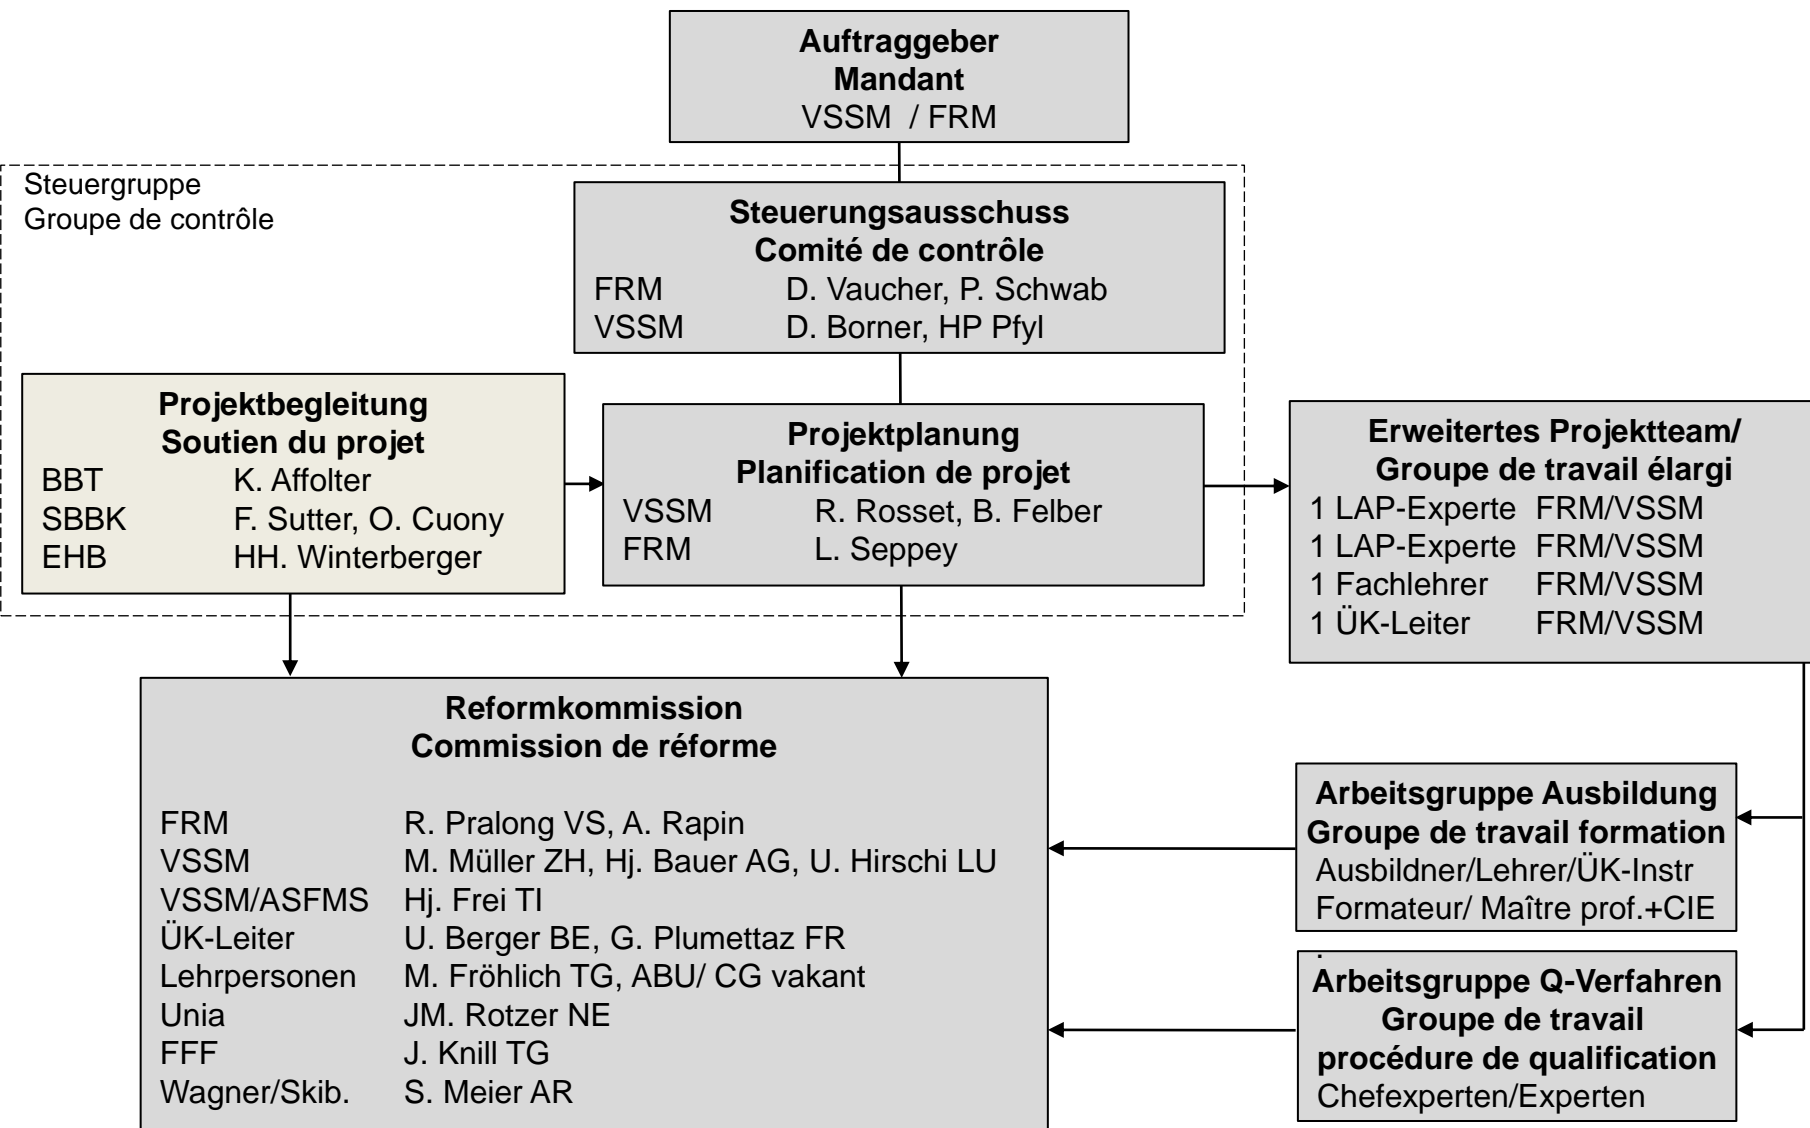 Auftraggeber
Mandant
VSSM / FRM
Steuergruppe
Groupe de contrôle
Steuerungsausschuss
Comité de contrôle
FRM D. Vaucher, P. Schwab
VSSM D. Borner, HP Pfyl
Projektbegleitung
Soutien du projet
BBT K. Affolter
SBBK F. Sutter, O. Cuony
EHB HH. Winterberger
Projektplanung
Planification de projet
VSSM R. Rosset, B. Felber
FRM L. Seppey
Erweitertes Projektteam/
Groupe de travail élargi
1 LAP-Experte FRM/VSSM
1 LAP-Experte FRM/VSSM
1 Fachlehrer FRM/VSSM
1 ÜK-Leiter FRM/VSSM
Reformkommission
Commission de réforme
FRM R. Pralong VS, A. Rapin
VSSM M. Müller ZH, Hj. Bauer AG, U. Hirschi LU
VSSM/ASFMS Hj. Frei TI
ÜK-Leiter U. Berger BE, G. Plumettaz FR
Lehrpersonen M. Fröhlich TG, ABU/ CG vakant
Unia JM. Rotzer NE
FFF J. Knill TG
Wagner/Skib. S. Meier AR
Arbeitsgruppe Ausbildung
Groupe de travail formation
Ausbildner/Lehrer/ÜK-Instr
Formateur/ Maître prof.+CIE
.
Arbeitsgruppe Q-Verfahren
Groupe de travail
procédure de qualification
Chefexperten/Experten